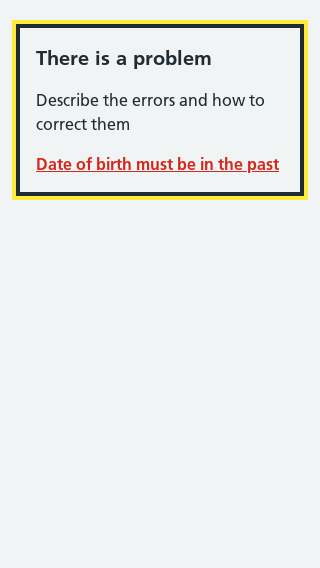 There is a problem
Describe the errors and how to
correct them
Date of birth must be in the past